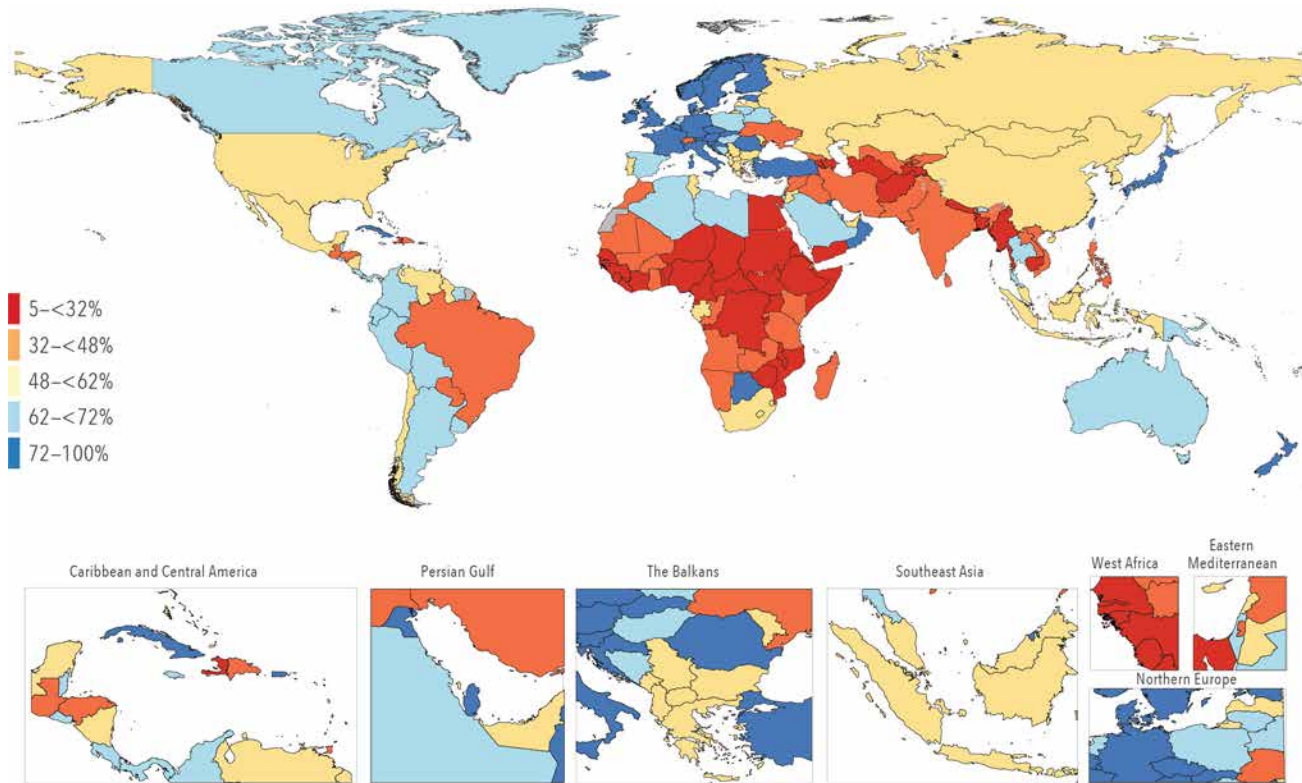 5–<32%
32–<48%
48–<62%
62–<72%
72–100%
Caribbean and Central America
Persian Gulf
The Balkans
Southeast Asia
West Africa
Eastern
Mediterranean
Northern Europe